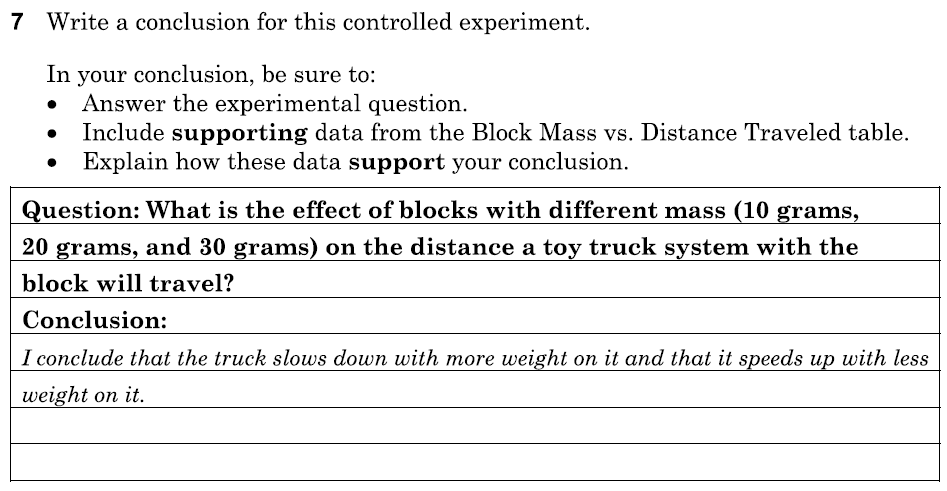 7 Write a conclusion for this controlled experiment.
In your conclusion, be sure to:
• Answer the experimental question.
• Include supporting data from the Block Mass vs. Distance Traveled table.
• Explain how these data support your conclusion.
Question: What is the effect of blocks with different mass (10 grams,
20 grams, and 30 grams) on the distance a toy truck system with the
block will travel?
Conclusion:
I conclude that the truck slows down with more weight on it and that it speeds up with less
weight on it.